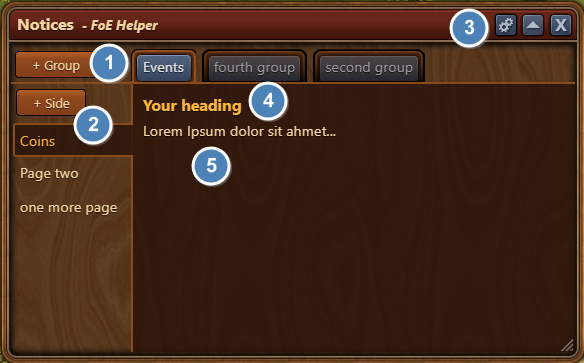 Notices - FoE Helper
3
X
+ Group
1
Events
fourth group
second group
+ Side
2
Coins
Page two
one more page
Your heading
4
Lorem Ipsum dolor sit ahmet...
5